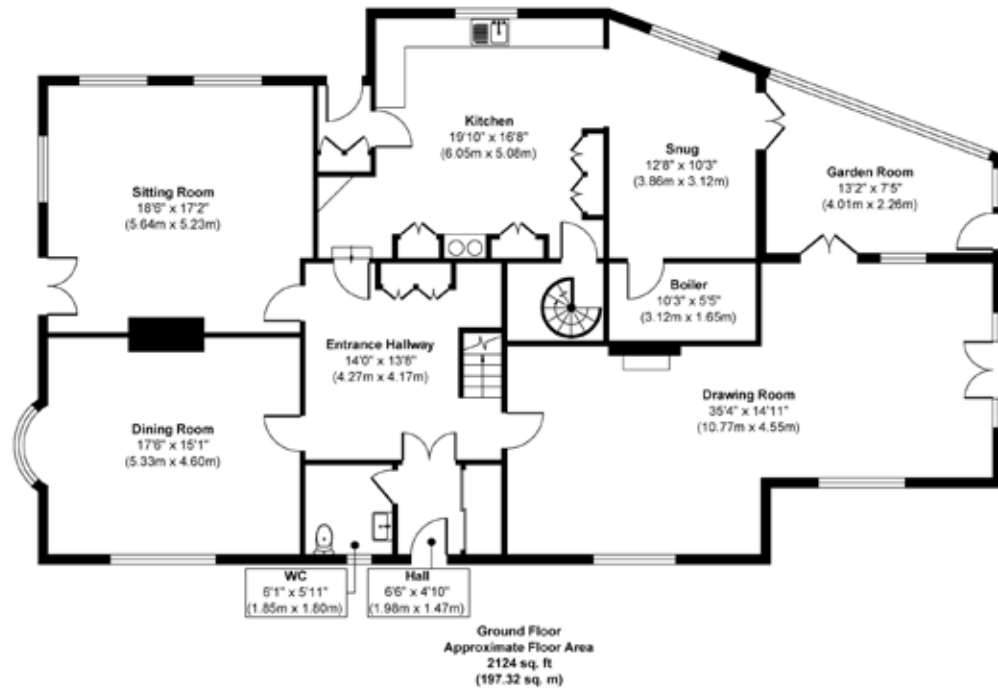 Kitchen
19'10" x 16'8"
(6.05m x 5.08m)
Snug
12'8" x 10'3"
(3.86m x 3.12m)
Garden Room
13'2" x 7'5"
(4.01m x 2.26m)
Sitting Room
18'6" x 17'2"
(5.64m x 5.23m)
Boiler
10'3" x 5'5"
(3.12m x 1.65m)
Entrance Hallway
14'0" x 13'8"
(4.27m x 4.17m)
Drawing Room
35'4" x 14'11"
(10.77m x 4.55m)
Dining Room
17'6" x 15'1"
(5.33m x 4.60m)
WC
6'1" x 5'11"
(1.85m x 1.80m)
Hall
6'6" x 4'10"
(1.98m x 1.47m)
Ground Floor
Approximate Floor Area
2124 sq. ft
(197.32 sq. m)